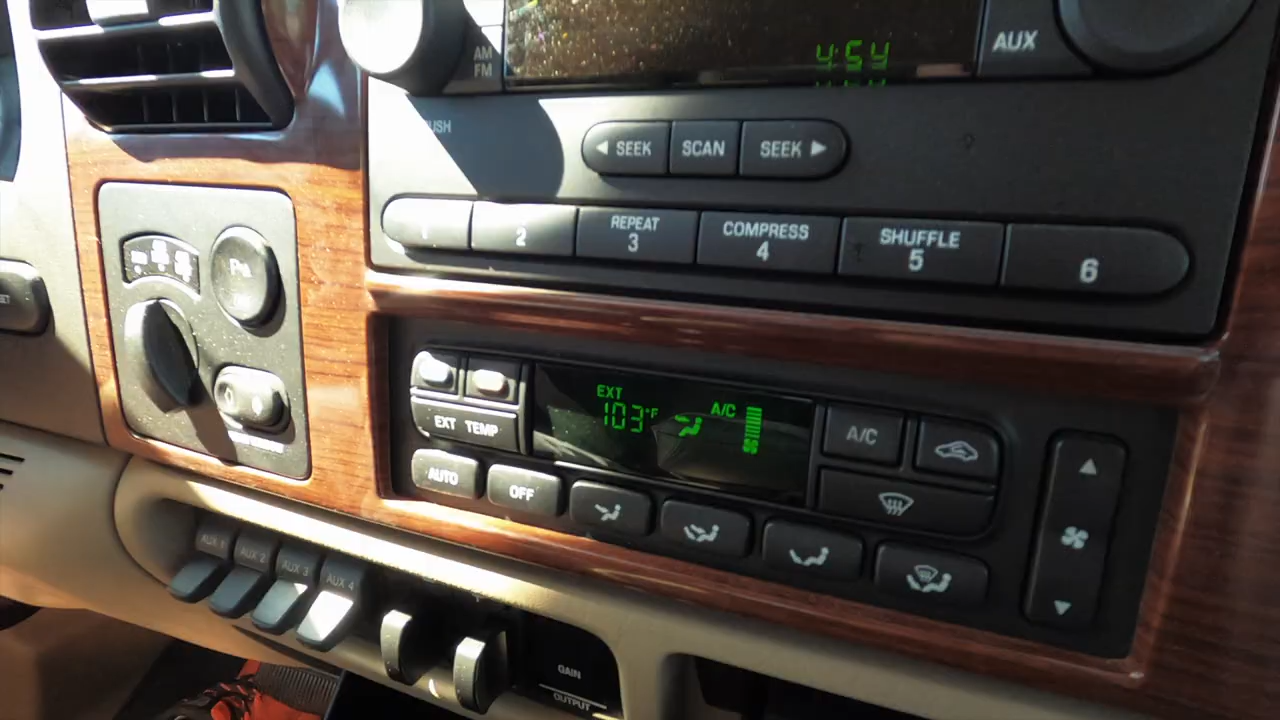 AM
FM
4:54
AUX
◄ SEEK
SCAN
SEEK ►
1
2
REPEAT
3
COMPRESS
4
SHUFFLE
5
6
EXT
103°F
A/C
EXT TEMP
A/C
AUTO
OFF
AUX 1
AUX 2
AUX 3
AUX 4
GAIN
OUTPUT